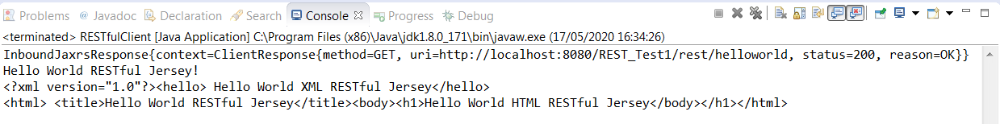 Problems @ Javadoc Declaration Search Console Progress Debug
<terminated> RESTfulClient [Java Application] C:\Program Files (x86)\Java\jdk1.8.0_171\bin\javaw.exe (17/05/2020 16:34:26)
InboundJaxrsResponse{context=ClientResponse{method=GET, uri=http://localhost:8080/REST_Test1/rest/helloworld, status=200, reason=OK}}
Hello World RESTful Jersey!
<?xml version="1.0"?><hello> Hello World XML RESTful Jersey</hello>
<html> <title>Hello World RESTful Jersey</title><body><h1>Hello World HTML RESTful Jersey</body></h1></html>